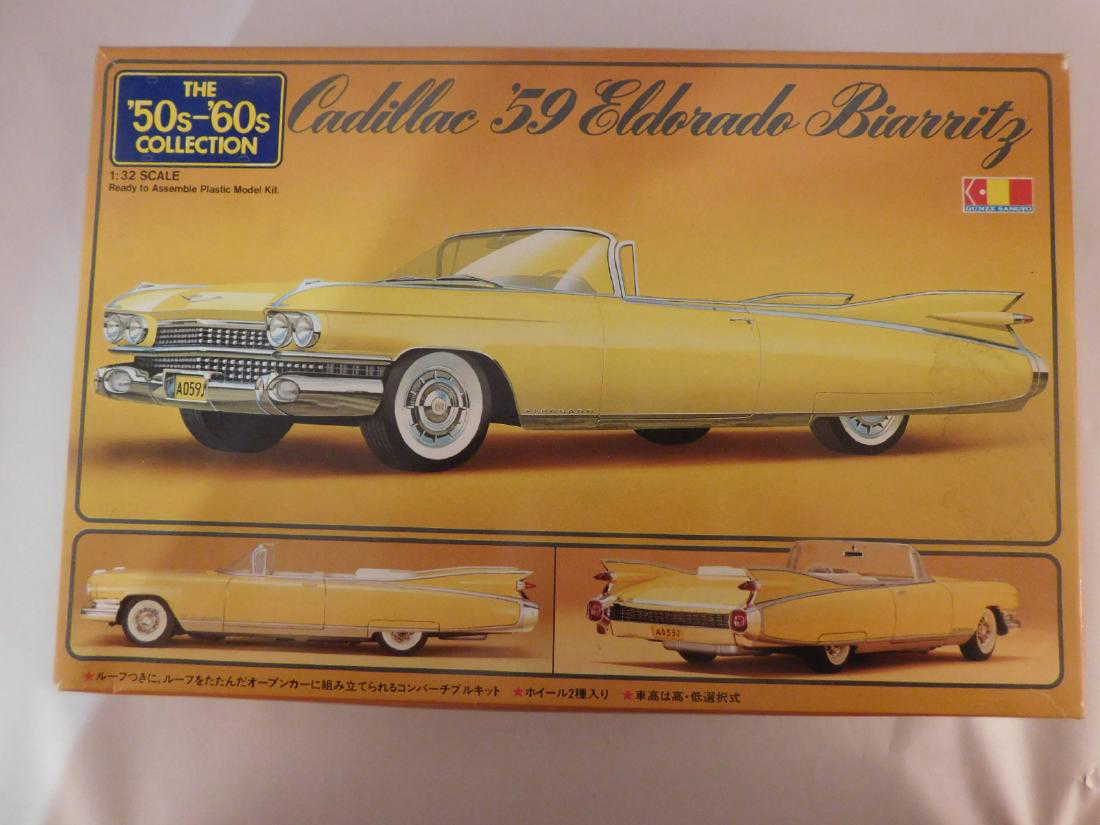 THE
'50s-'60s
COLLECTION
Cadillac '59 Eldorado Biarritz
1:32 SCALE
Ready to Assemble Plastic Model Kit.
GUNZE SANGYO
A059
ELDORADO
★ルーフつきに、ルーフをたたんだオープンカーに組み立てられるコンバーチブルキット ★ホイール2種入り ★車高は高・低選択式